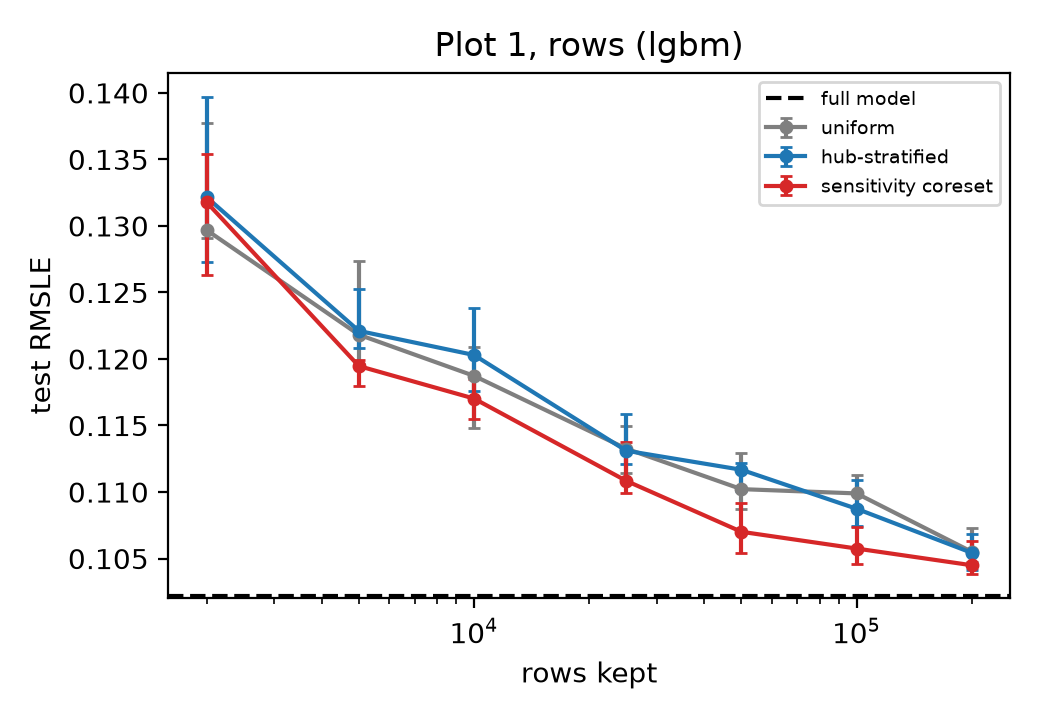 Plot 1, rows (lgbm)
full model
uniform
hub-stratified
sensitivity coreset
test RMSLE
0.140
0.135
0.130
0.125
0.120
0.115
0.110
0.105
10⁴
10⁵
rows kept